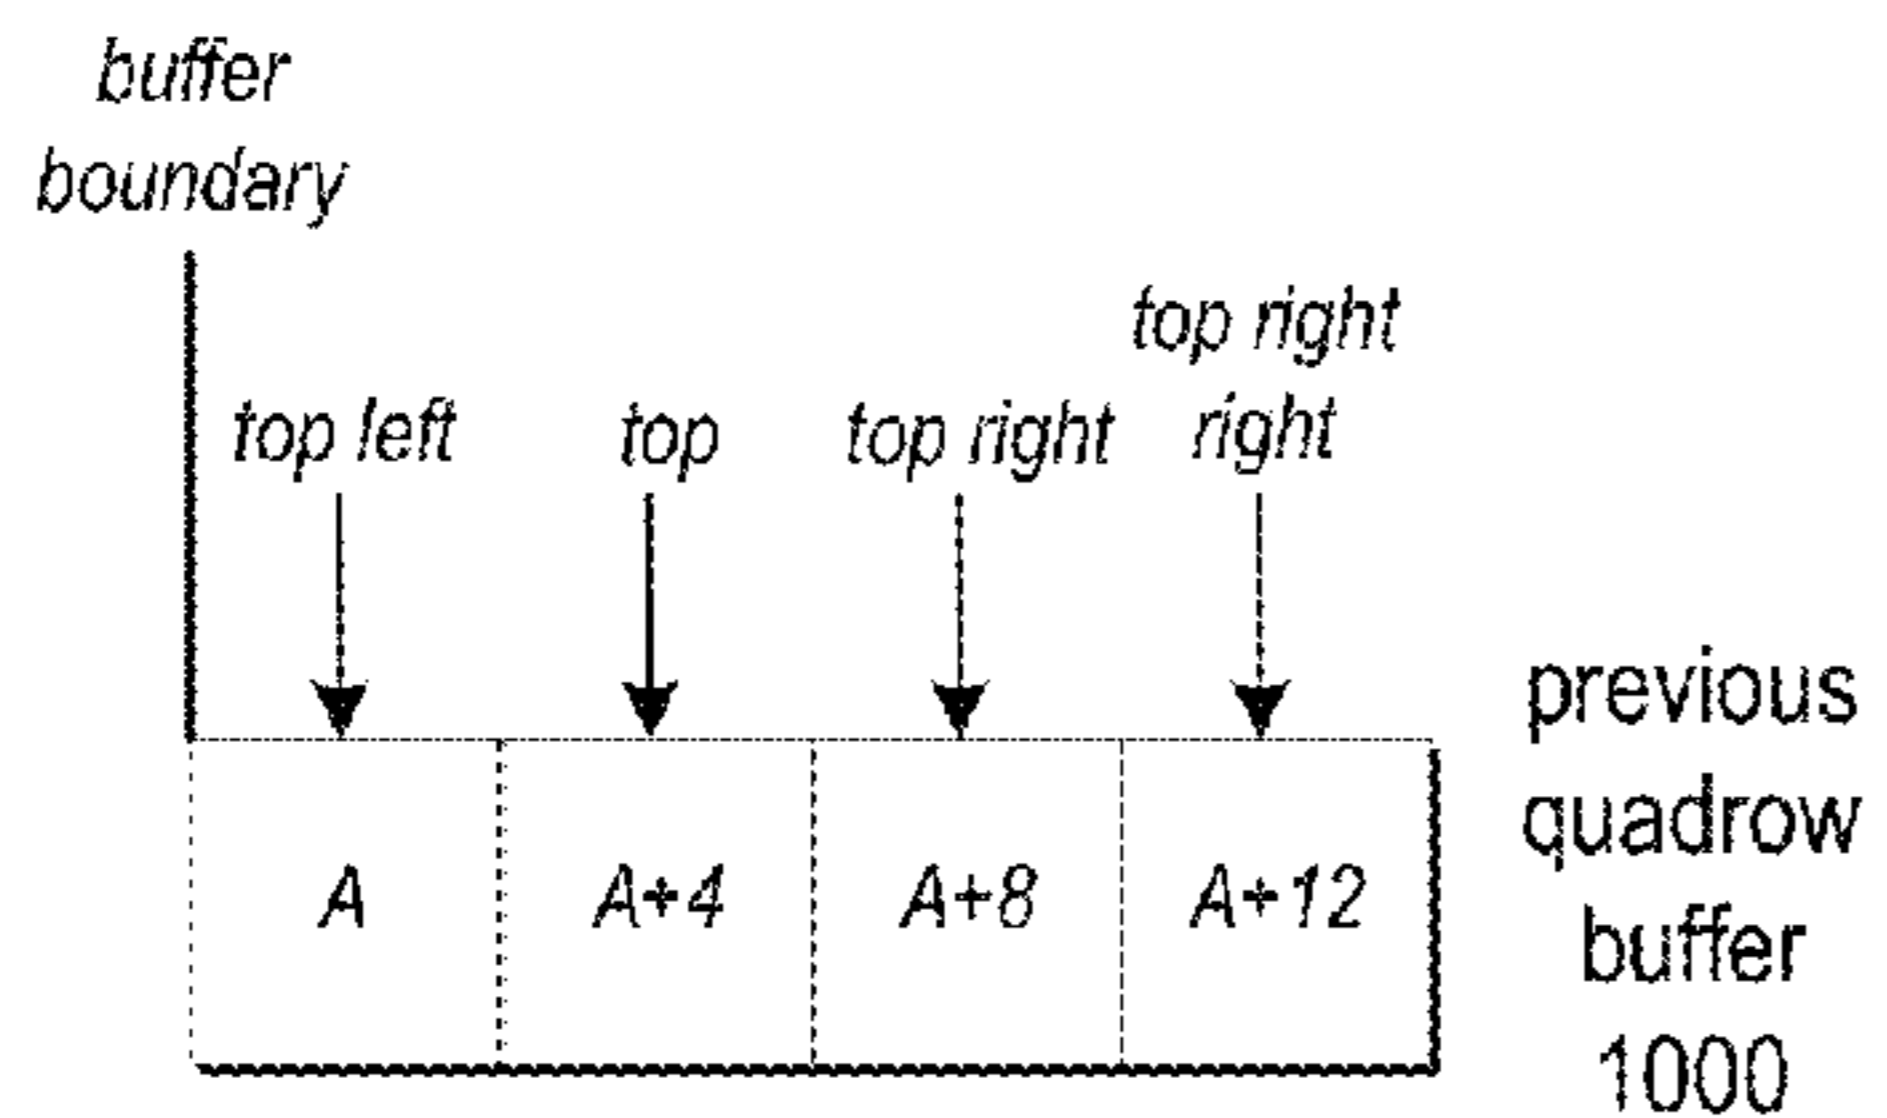 buffer
boundary
top left
top
top right
top right
right
A
A+4
A+8
A+12
previous
quadrow
buffer
1000